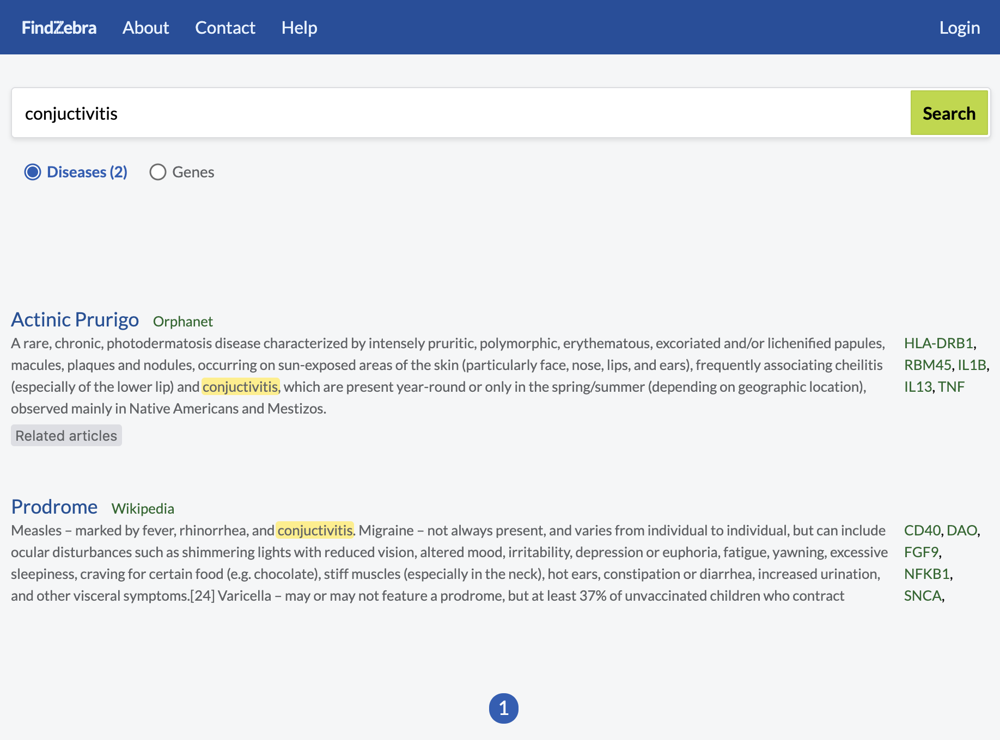 FindZebra About Contact Help Login
conjuctivitis Search
Diseases (2) Genes
Actinic Prurigo Orphanet
A rare, chronic, photodermatosis disease characterized by intensely pruritic, polymorphic, erythematous, excoriated and/or lichenified papules,
macules, plaques and nodules, occurring on sun-exposed areas of the skin (particularly face, nose, lips, and ears), frequently associating cheilitis
(especially of the lower lip) and conjuctivitis, which are present year-round or only in the spring/summer (depending on geographic location),
observed mainly in Native Americans and Mestizos.
HLA-DRB1,
RBM45, IL1B,
IL13, TNF
Related articles
Prodrome Wikipedia
Measles – marked by fever, rhinorrhea, and conjuctivitis. Migraine – not always present, and varies from individual to individual, but can include
ocular disturbances such as shimmering lights with reduced vision, altered mood, irritability, depression or euphoria, fatigue, yawning, excessive
sleepiness, craving for certain food (e.g. chocolate), stiff muscles (especially in the neck), hot ears, constipation or diarrhea, increased urination,
and other visceral symptoms.[24] Varicella – may or may not feature a prodrome, but at least 37% of unvaccinated children who contract
CD40, DAO,
FGF9,
NFKB1,
SNCA,
1